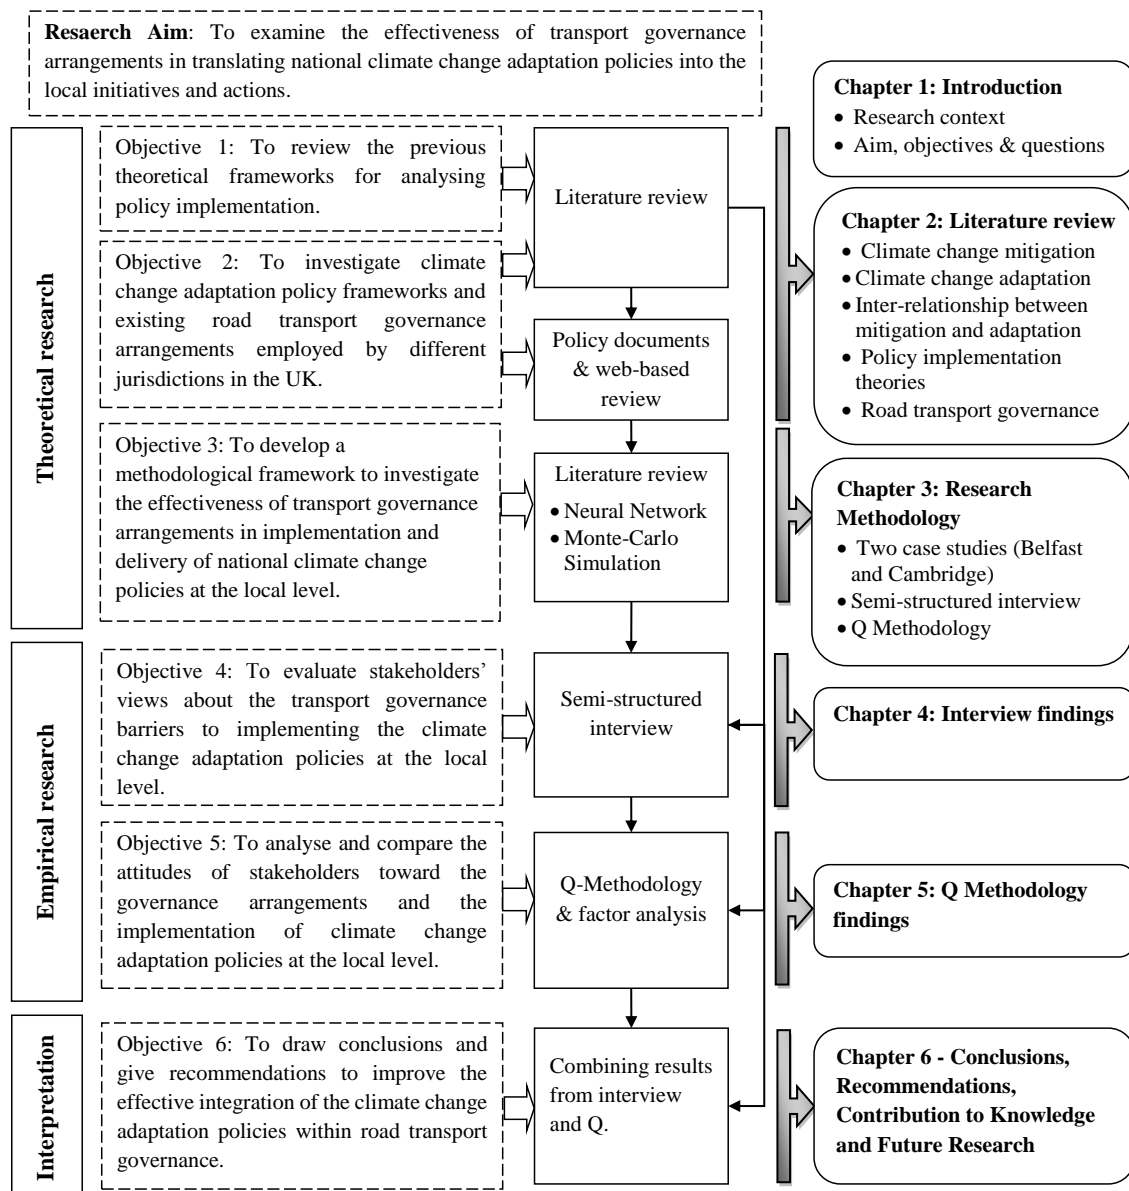 Resaerch Aim: To examine the effectiveness of transport governance
arrangements in translating national climate change adaptation policies into the
local initiatives and actions.
Theoretical research
Objective 1: To review the previous
theoretical frameworks for analysing
policy implementation.
Objective 2: To investigate climate
change adaptation policy frameworks and
existing road transport governance
arrangements employed by different
jurisdictions in the UK.
Objective 3: To develop a
methodological framework to investigate
the effectiveness of transport governance
arrangements in implementation and
delivery of national climate change
policies at the local level.
Literature review
Policy documents
& web-based
review
Literature review
• Neural Network
• Monte-Carlo
Simulation
Chapter 1: Introduction
• Research context
• Aim, objectives & questions
Chapter 2: Literature review
• Climate change mitigation
• Climate change adaptation
• Inter-relationship between
mitigation and adaptation
• Policy implementation
theories
• Road transport governance
Chapter 3: Research
Methodology
• Two case studies (Belfast
and Cambridge)
• Semi-structured interview
• Q Methodology
Empirical research
Objective 4: To evaluate stakeholders’
views about the transport governance
barriers to implementing the climate
change adaptation policies at the local
level.
Semi-structured
interview
Chapter 4: Interview findings
Objective 5: To analyse and compare the
attitudes of stakeholders toward the
governance arrangements and the
implementation of climate change
adaptation policies at the local level.
Q-Methodology
& factor analysis
Chapter 5: Q Methodology
findings
Interpretation
Objective 6: To draw conclusions and
give recommendations to improve the
effective integration of the climate change
adaptation policies within road transport
governance.
Combining results
from interview
and Q.
Chapter 6 - Conclusions,
Recommendations,
Contribution to Knowledge
and Future Research